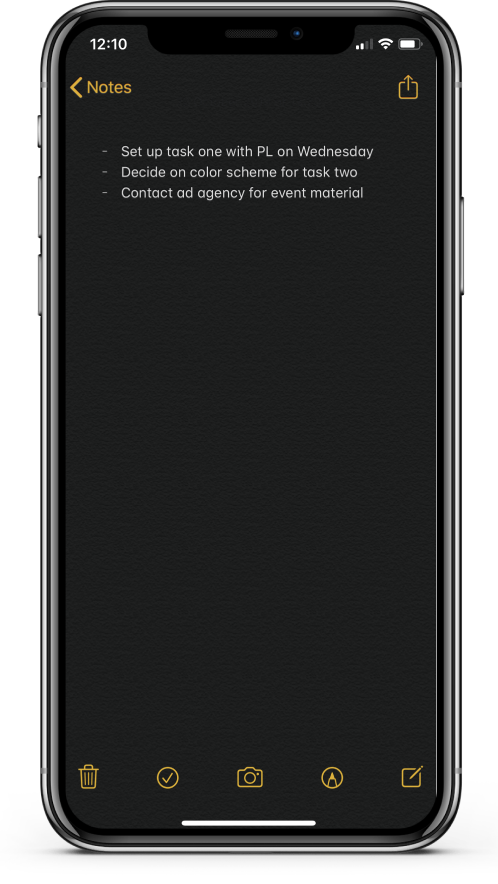 12:10
Notes
- Set up task one with PL on Wednesday
- Decide on color scheme for task two
- Contact ad agency for event material